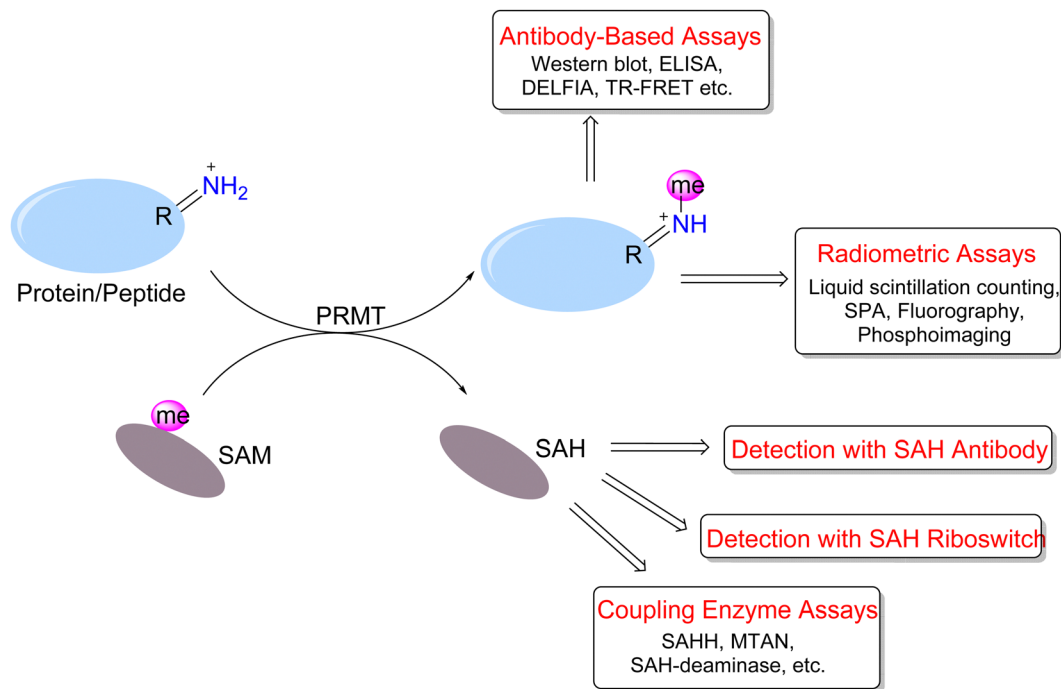 Antibody-Based Assays
Western blot, ELISA,
DELFIA, TR-FRET etc.
+
NH2
R
Protein/Peptide
me
+
NH
R
Radiometric Assays
Liquid scintillation counting,
SPA, Fluorography,
Phosphoimaging
PRMT
me
SAM
SAH
Detection with SAH Antibody
Detection with SAH Riboswitch
Coupling Enzyme Assays
SAHH, MTAN,
SAH-deaminase, etc.